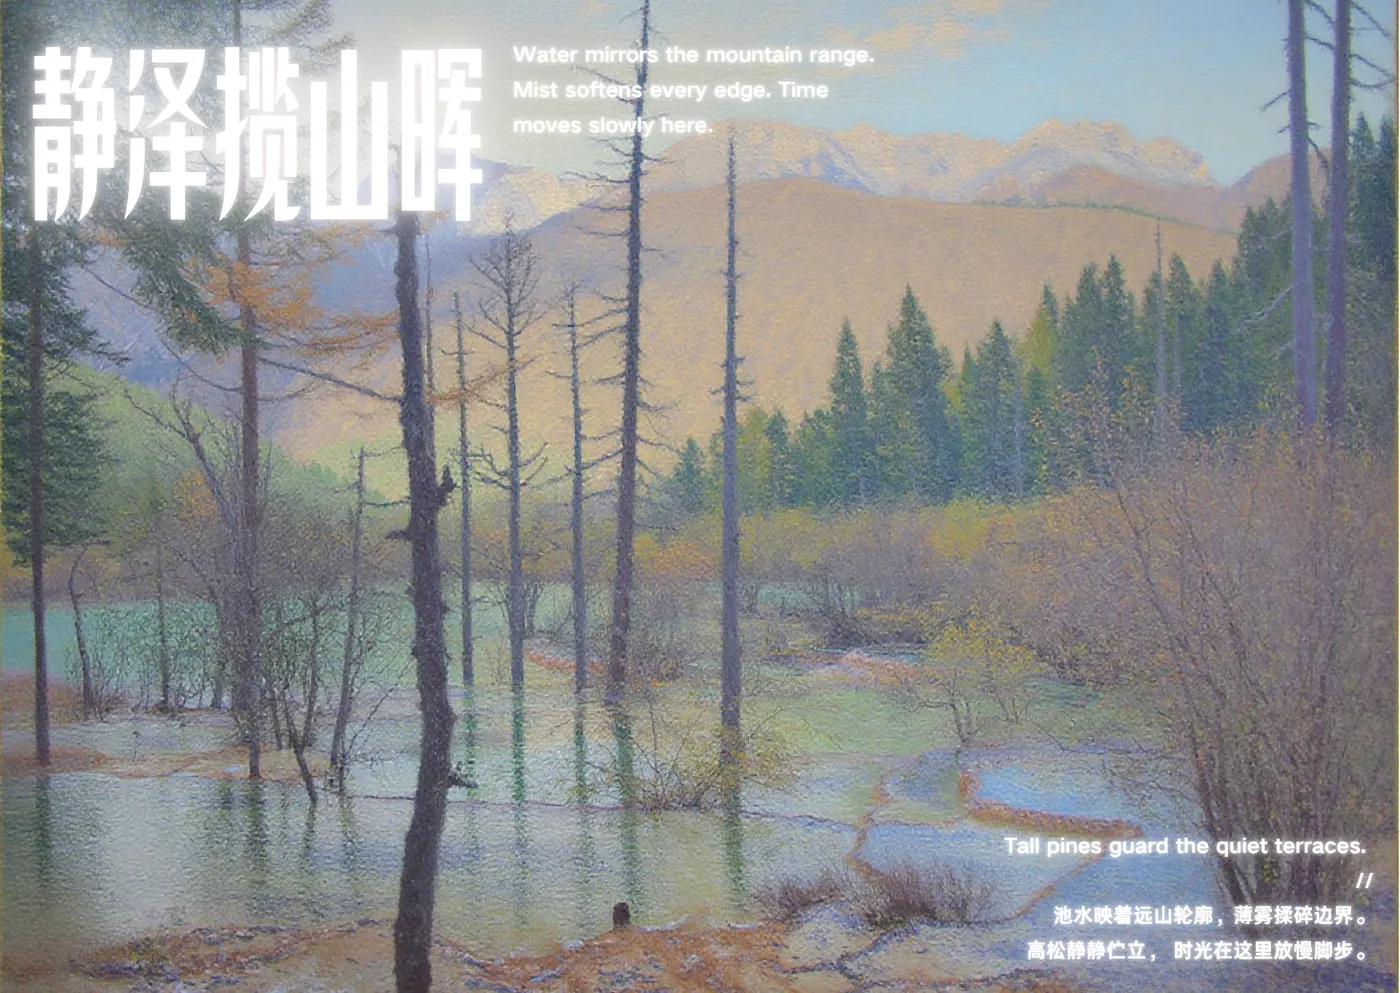 静泽揽山晖
Water mirrors the mountain range.
Mist softens every edge. Time
moves slowly here.
Tall pines guard the quiet terraces.
//
池水映着远山轮廓，薄雾揉碎边界。
高松静静伫立， 时光在这里放慢脚步。